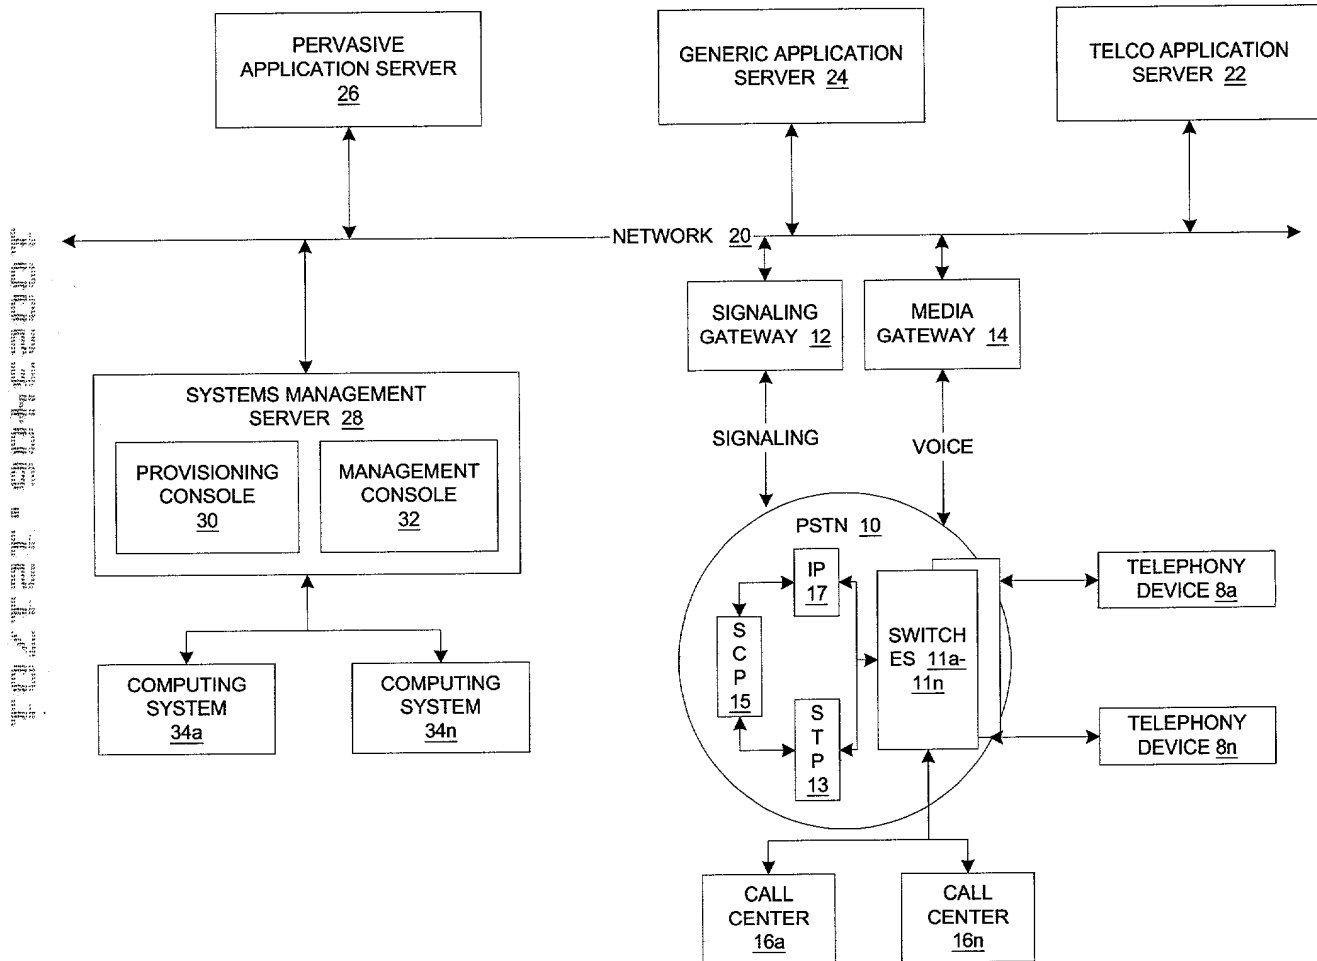 PERVASIVE
APPLICATION SERVER
26
GENERIC APPLICATION
SERVER 24
TELCO APPLICATION
SERVER 22
NETWORK 20
SIGNALING
GATEWAY 12
MEDIA
GATEWAY 14
SYSTEMS MANAGEMENT
SERVER 28
PROVISIONING
CONSOLE
30
MANAGEMENT
CONSOLE
32
SIGNALING
VOICE
PSTN 10
IP
17
S
C
P
15
S
T
P
13
SWITCH
ES 11a-
11n
TELEPHONY
DEVICE 8a
TELEPHONY
DEVICE 8n
COMPUTING
SYSTEM
34a
COMPUTING
SYSTEM
34n
CALL
CENTER
16a
CALL
CENTER
16n
10023406.121701